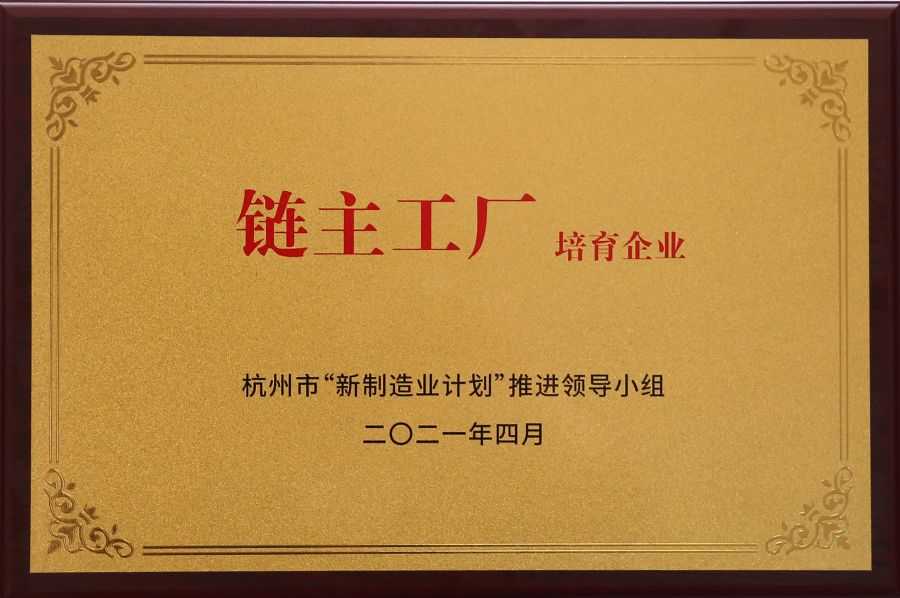 链主工厂 培育企业
杭州市“新制造业计划”推进领导小组
二〇二一年四月